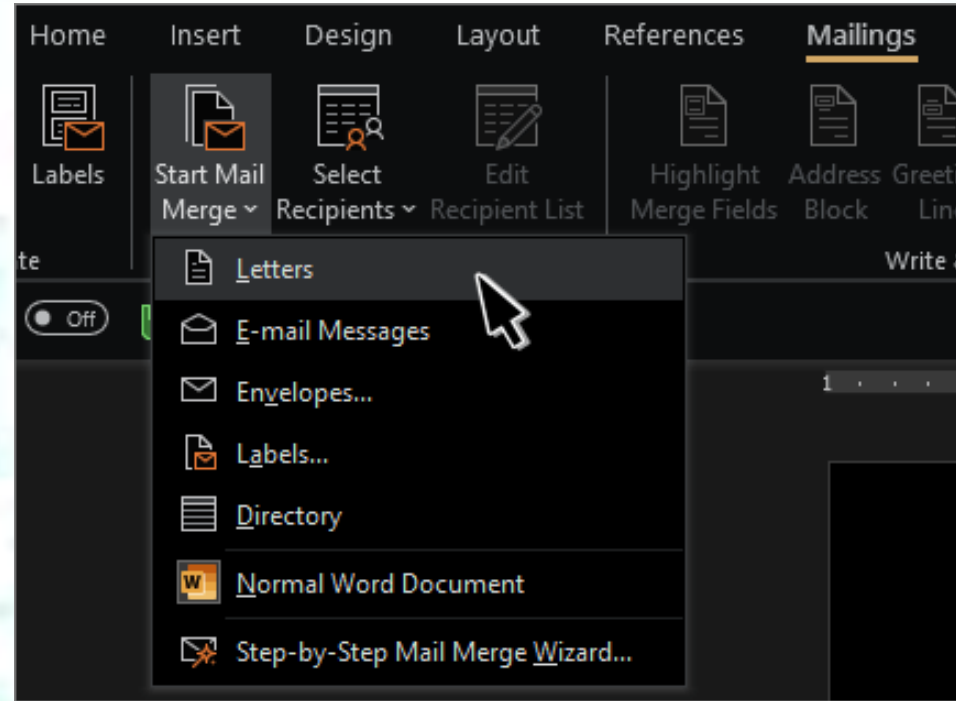 Home Insert Design Layout References Mailings
Labels Start Mail Select Edit Highlight Address
Merge Recipients Recipient List Merge Fields Block
Write
Letters
Off
E-mail Messages
Envelopes...
1
Labels...
Directory
W Normal Word Document
Step-by-Step Mail Merge Wizard...